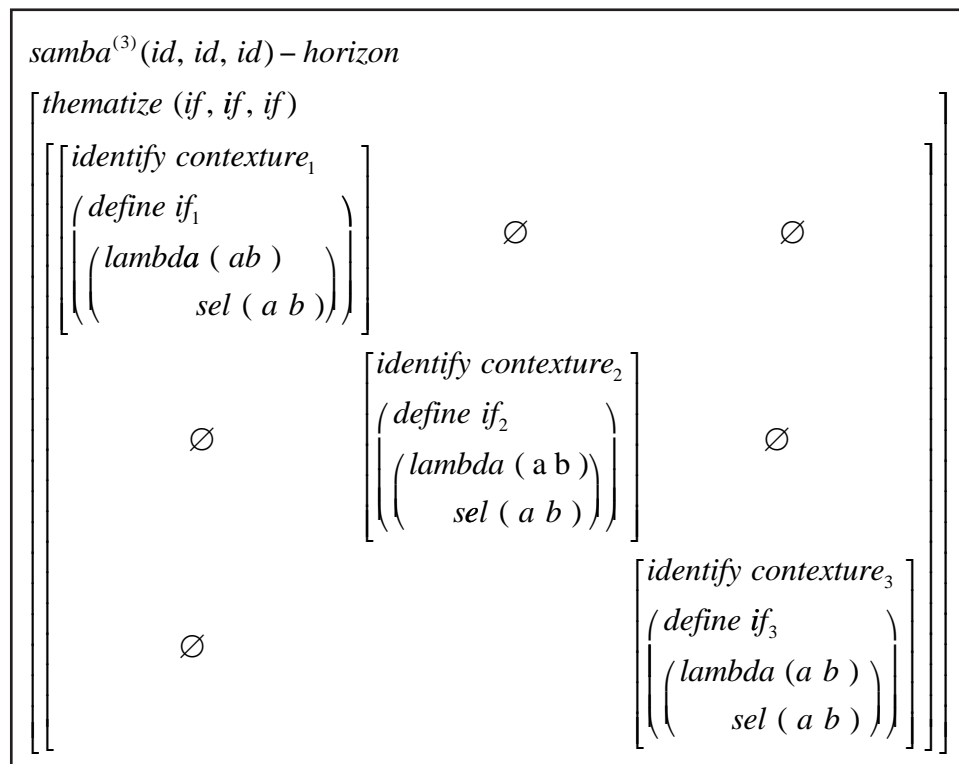 samba(3)(id, id, id) – horizon
thematize (if, if, if)
identify contexture1
define if1
lambda ( ab )
sel ( a b )
∅ ∅
identify contexture2
define if2
lambda ( a b )
sel ( a b )
∅ ∅
identify contexture3
define if3
lambda (a b )
sel ( a b )
∅